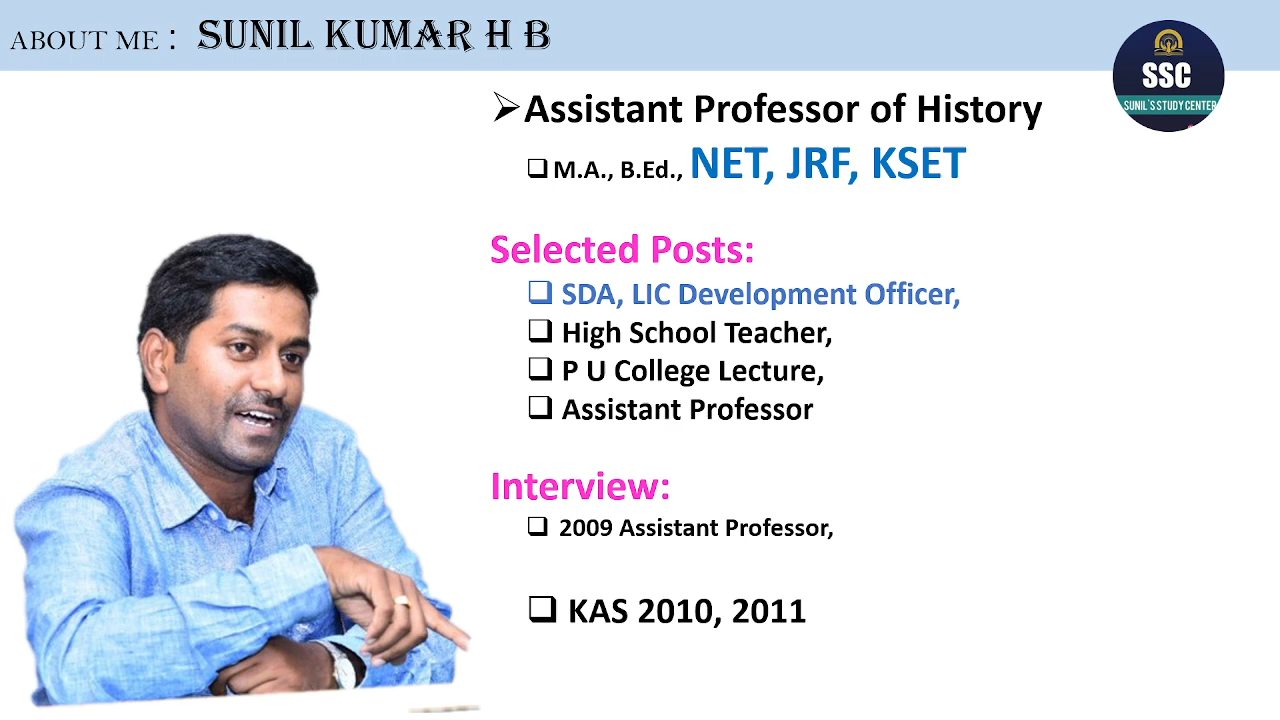 ABOUT ME : SUNIL KUMAR H B
SSC
SUNIL'S STUDY CENTER
Assistant Professor of History
M.A., B.Ed., NET, JRF, KSET
Selected Posts:
SDA, LIC Development Officer,
High School Teacher,
P U College Lecture,
Assistant Professor
Interview:
2009 Assistant Professor,
KAS 2010, 2011